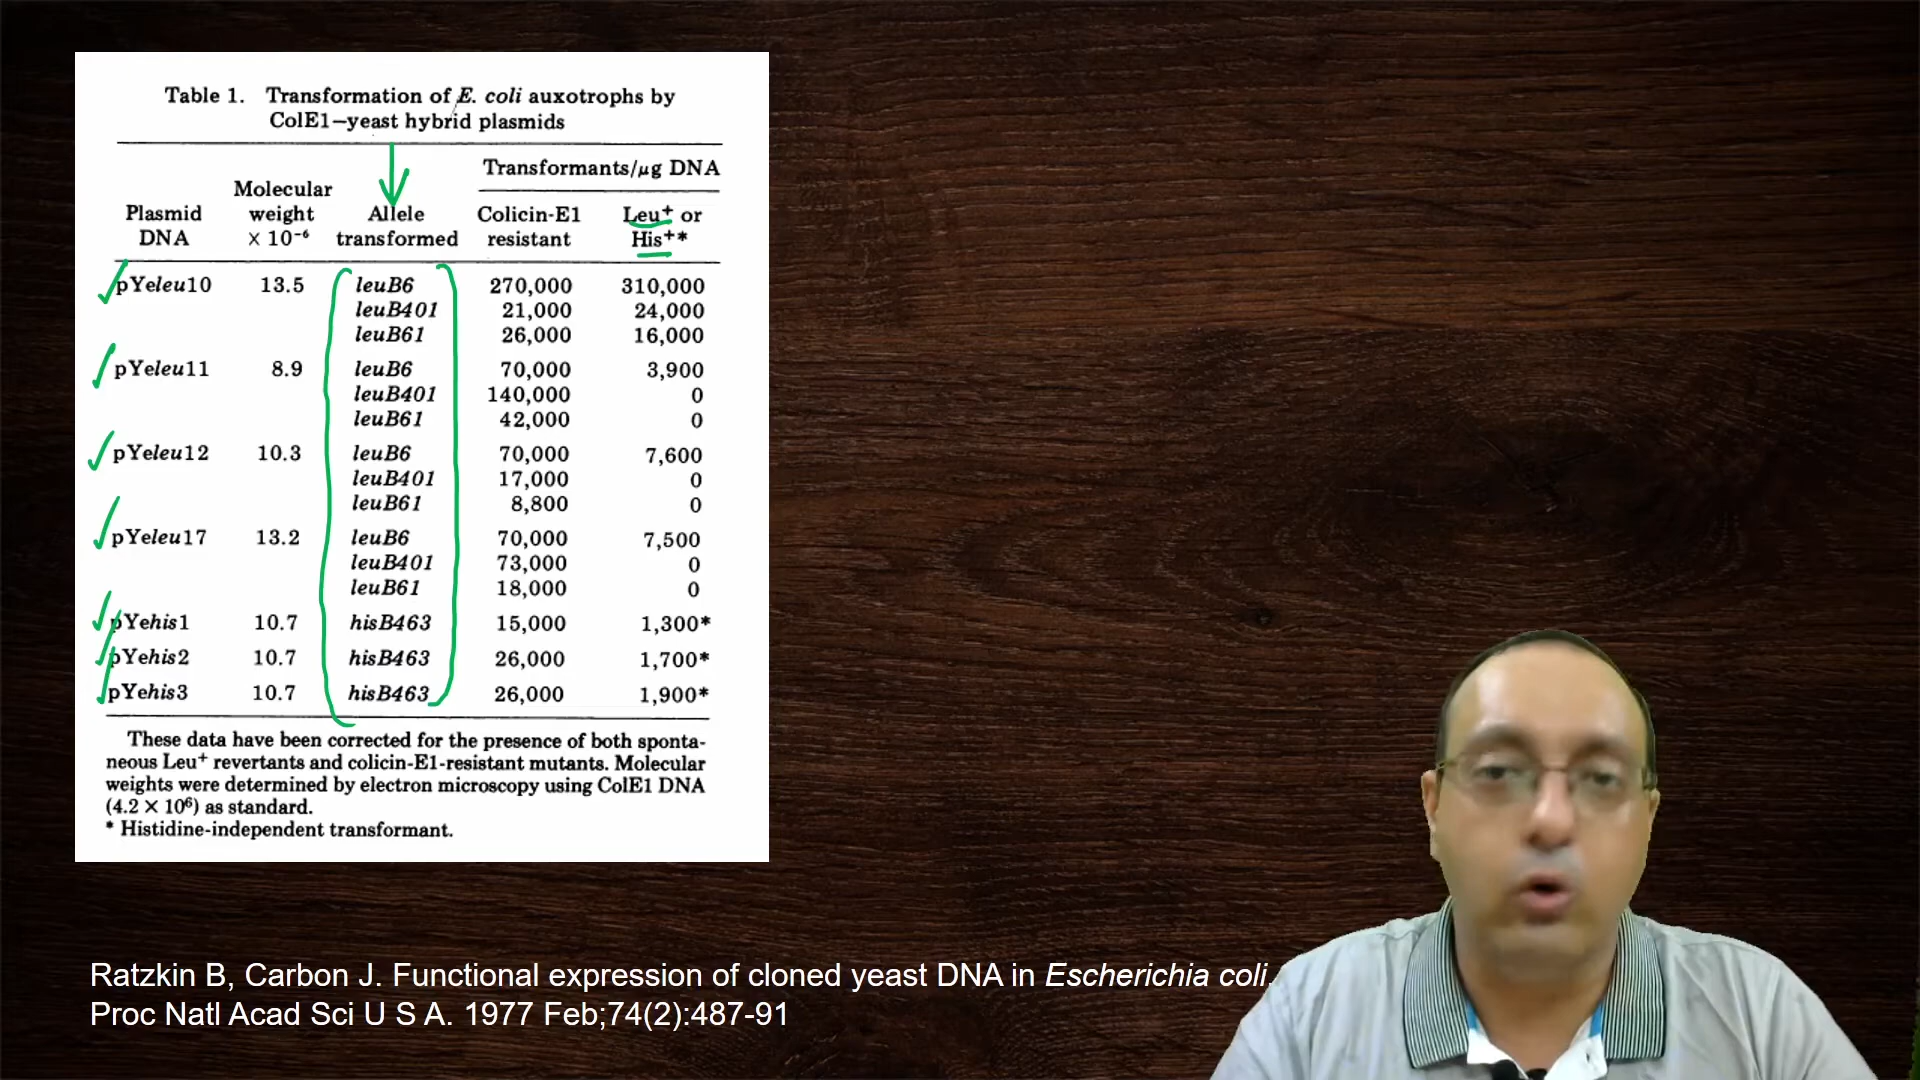 Table 1. Transformation of E. coli auxotrophs by
ColE1—yeast hybrid plasmids
Transformants/μg DNA
Plasmid DNA Molecular weight × 10⁻⁶ Allele transformed Colicin-E1 resistant Leu⁺ or His⁺*
pYeleu10 13.5 leuB6 270,000 310,000
leuB401 21,000 24,000
leuB61 26,000 16,000
pYeleu11 8.9 leuB6 70,000 3,900
leuB401 140,000 0
leuB61 42,000 0
pYeleu12 10.3 leuB6 70,000 7,600
leuB401 17,000 0
leuB61 8,800 0
pYeleu17 13.2 leuB6 70,000 7,500
leuB401 73,000 0
leuB61 18,000 0
pYehis1 10.7 hisB463 15,000 1,300*
pYehis2 10.7 hisB463 26,000 1,700*
pYehis3 10.7 hisB463 26,000 1,900*
These data have been corrected for the presence of both sponta-
neous Leu⁺ revertants and colicin-E1-resistant mutants. Molecular
weights were determined by electron microscopy using ColE1 DNA
(4.2 × 10⁶) as standard.
* Histidine-independent transformant.
Ratzkin B, Carbon J. Functional expression of cloned yeast DNA in Escherichia coli.
Proc Natl Acad Sci U S A. 1977 Feb;74(2):487-91